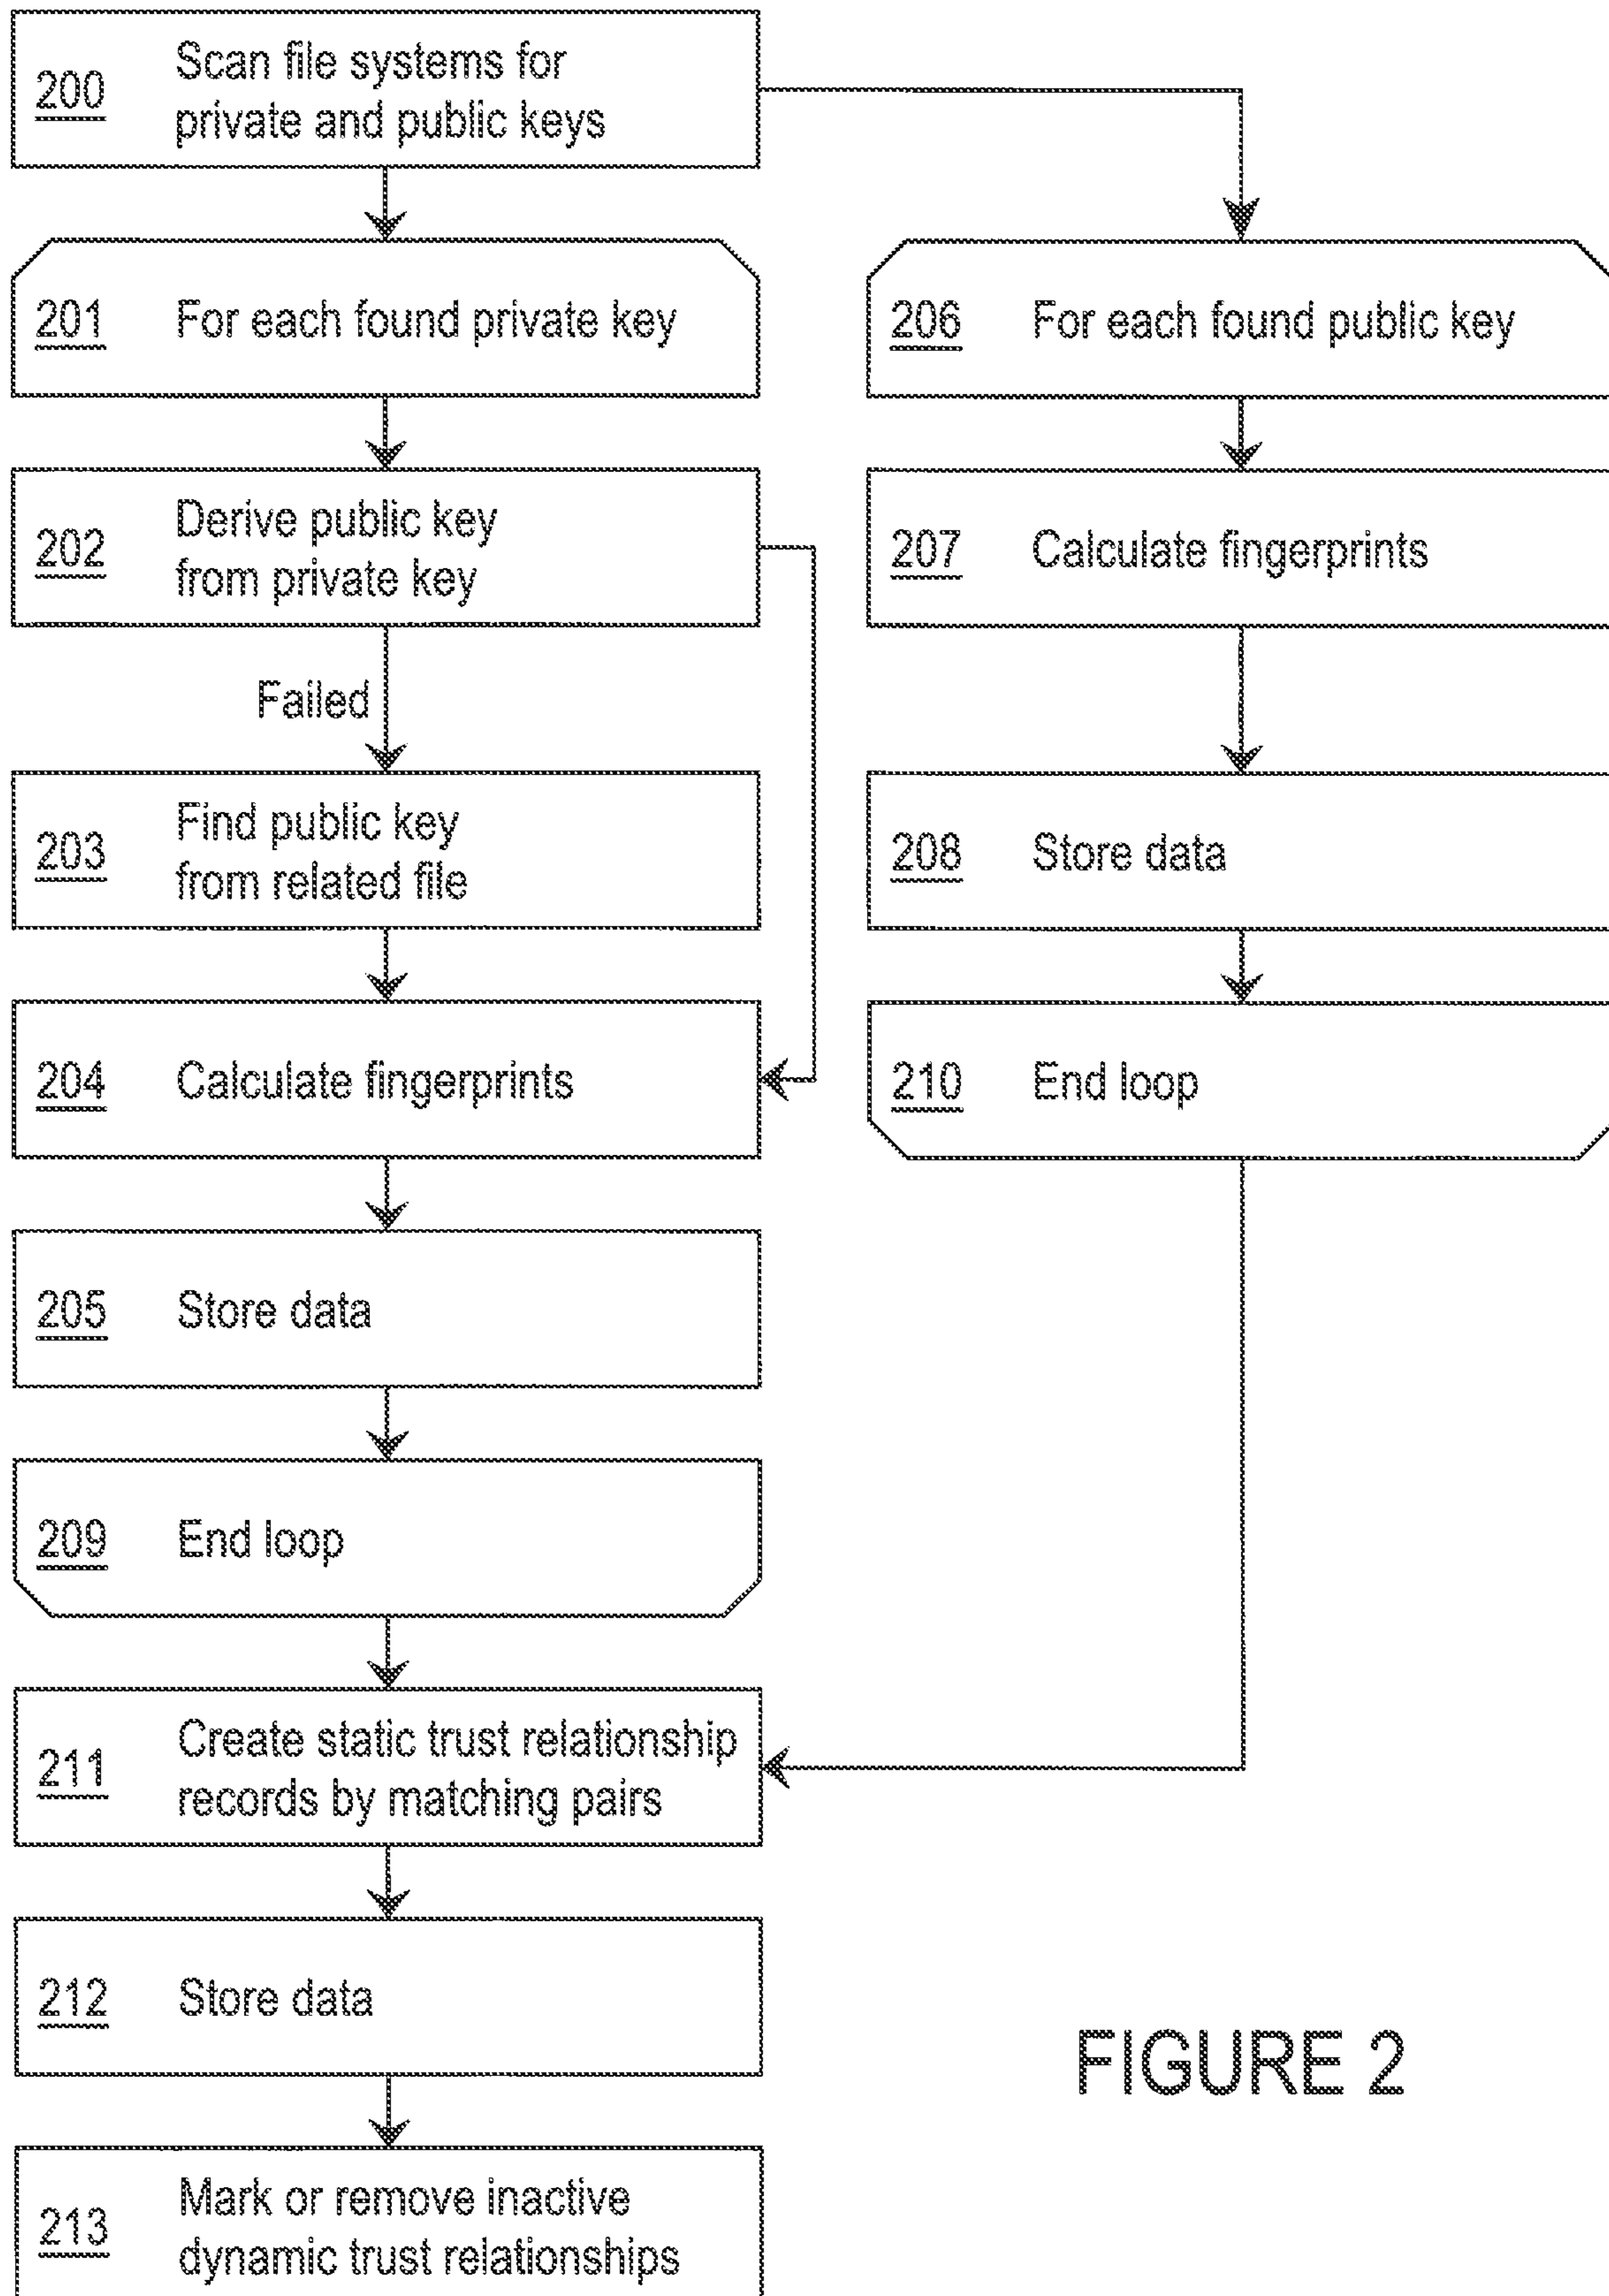 200 Scan file systems for
private and public keys
201 For each found private key
202 Derive public key
from private key
Failed
203 Find public key
from related file
204 Calculate fingerprints
205 Store data
209 End loop
206 For each found public key
207 Calculate fingerprints
208 Store data
210 End loop
211 Create static trust relationship
records by matching pairs
212 Store data
213 Mark or remove inactive
dynamic trust relationships
FIGURE 2